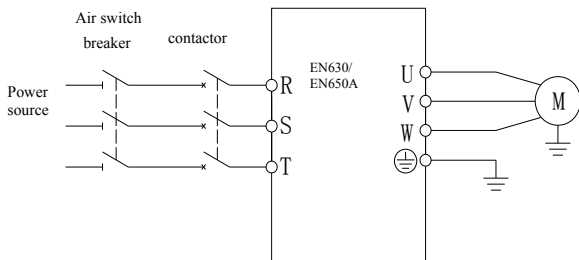 Air switch
breaker
contactor
Power
source
EN630/
EN650A
R
S
T
U
V
W
M